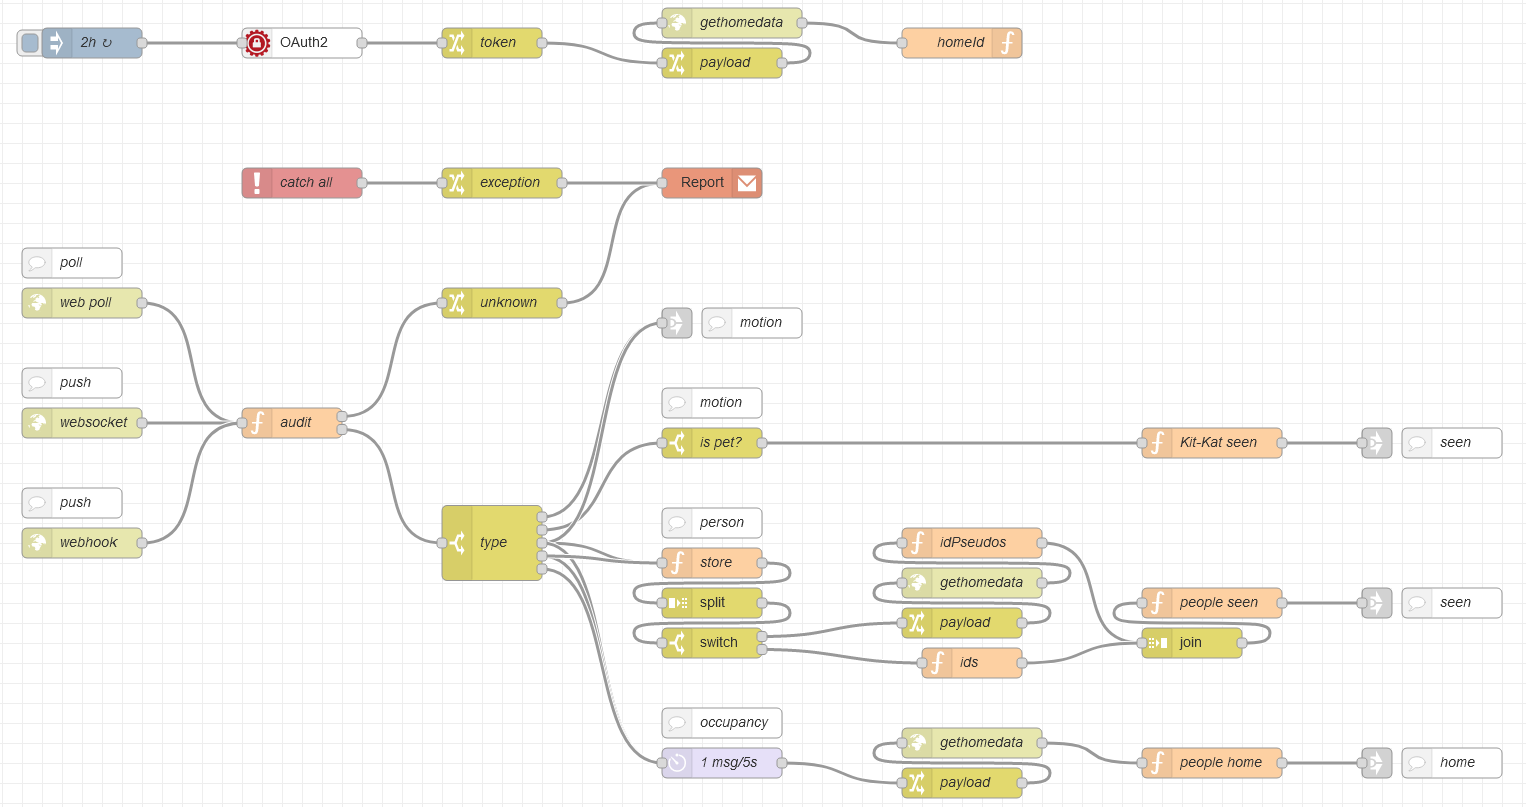 gethomedata
2h ↻
OAuth2
token
homeId
payload
catch all
exception
Report
poll
web poll
unknown
motion
push
motion
websocket
audit
is pet?
Kit-Kat seen
seen
push
person
webhook
type
idPseudos
store
gethomedata
split
people seen
seen
payload
switch
join
ids
occupancy
gethomedata
1 msg/5s
people home
home
payload